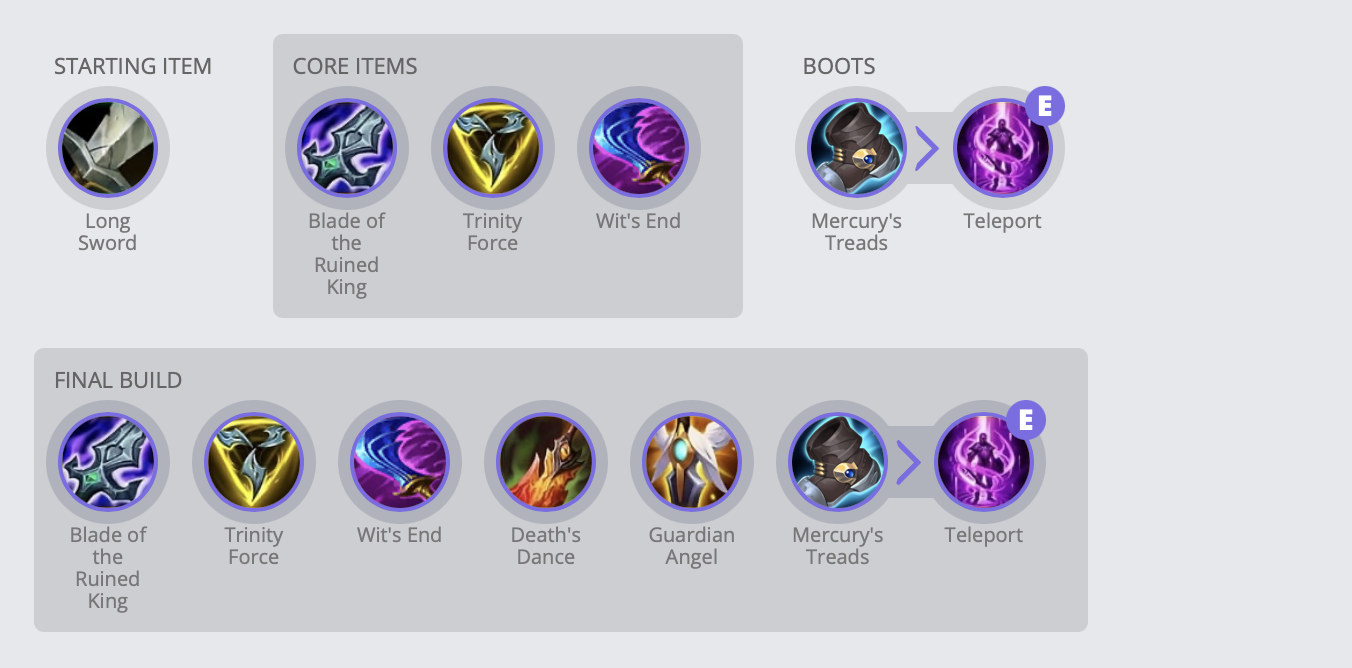 STARTING ITEM
Long
Sword
CORE ITEMS
Blade of
the
Ruined
King
Trinity
Force
Wit's End
BOOTS
Mercury's
Treads
E
Teleport
FINAL BUILD
Blade of
the
Ruined
King
Trinity
Force
Wit's End
Death's
Dance
Guardian
Angel
Mercury's
Treads
E
Teleport